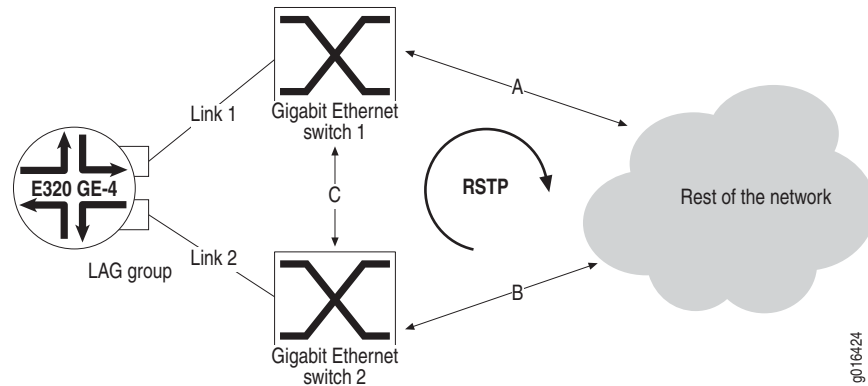 Gigabit Ethernet
switch 1
Link 1
A
E320 GE-4
C
RSTP
Rest of the network
Link 2
LAG group
B
Gigabit Ethernet
switch 2
g016424